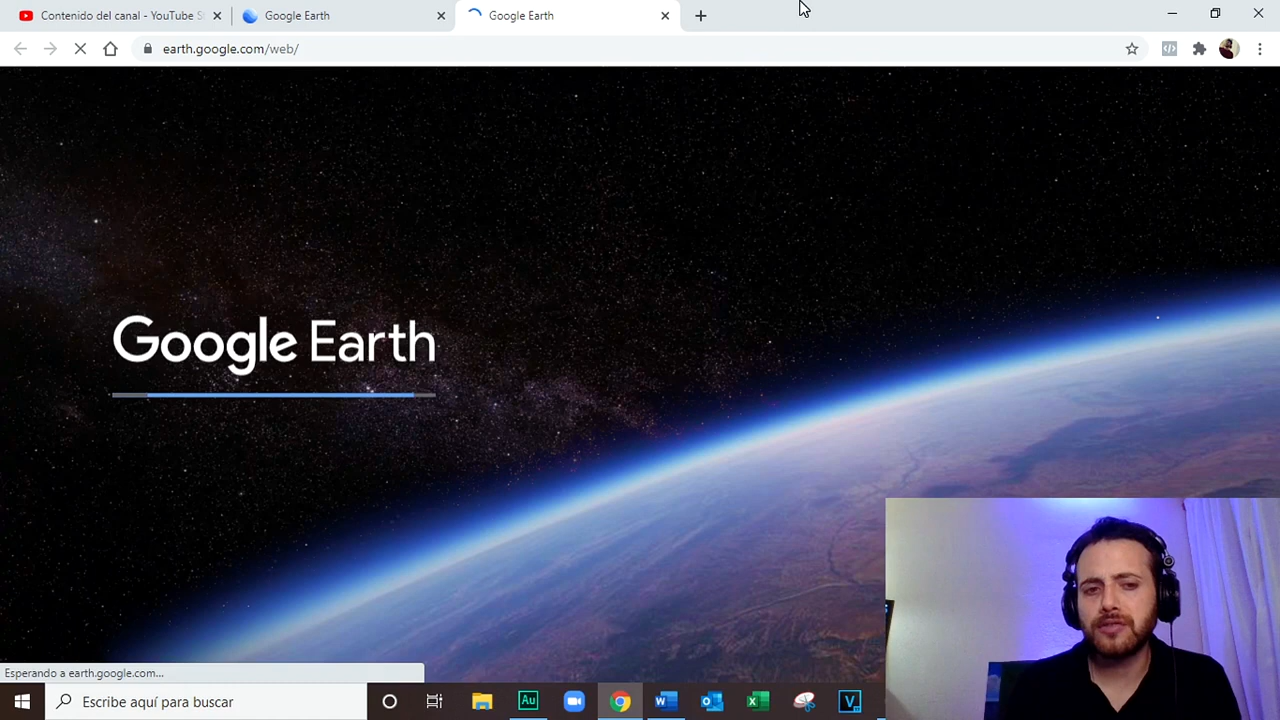 Contenido del canal - YouTube S
Google Earth
Google Earth
earth.google.com/web/
Google Earth
Esperando a earth.google.com...
Escribe aquí para buscar
Au
V